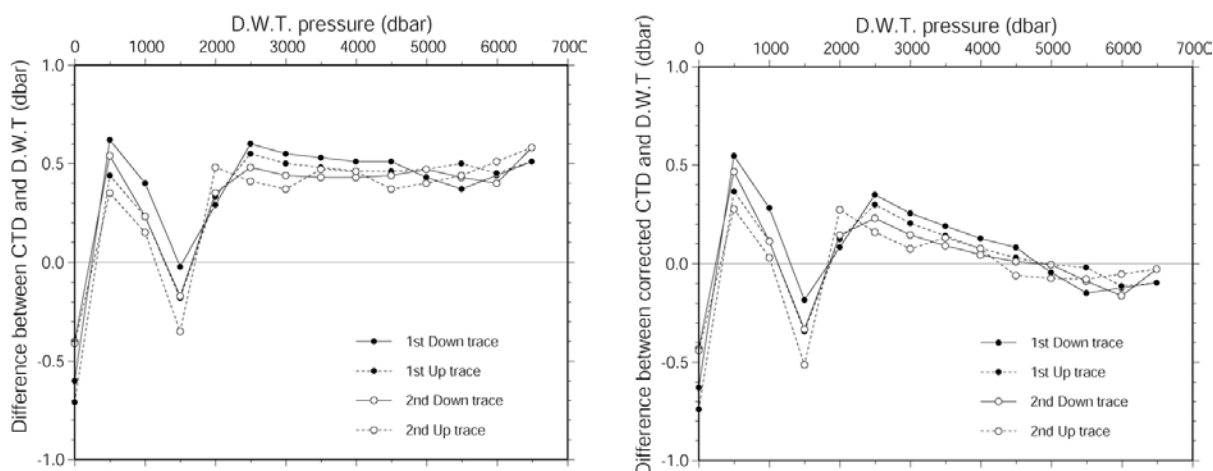 D.W.T. pressure (dbar)
0 1000 2000 3000 4000 5000 6000 7000
Difference between CTD and D.W.T (dbar)
1.0
0.5
0.0
-0.5
-1.0
1st Down trace
1st Up trace
2nd Down trace
2nd Up trace
D.W.T. pressure (dbar)
0 1000 2000 3000 4000 5000 6000 700
Difference between corrected CTD and D.W.T (dbar)
1.0
0.5
0.0
-0.5
-1.0
1st Down trace
1st Up trace
2nd Down trace
2nd Up trace